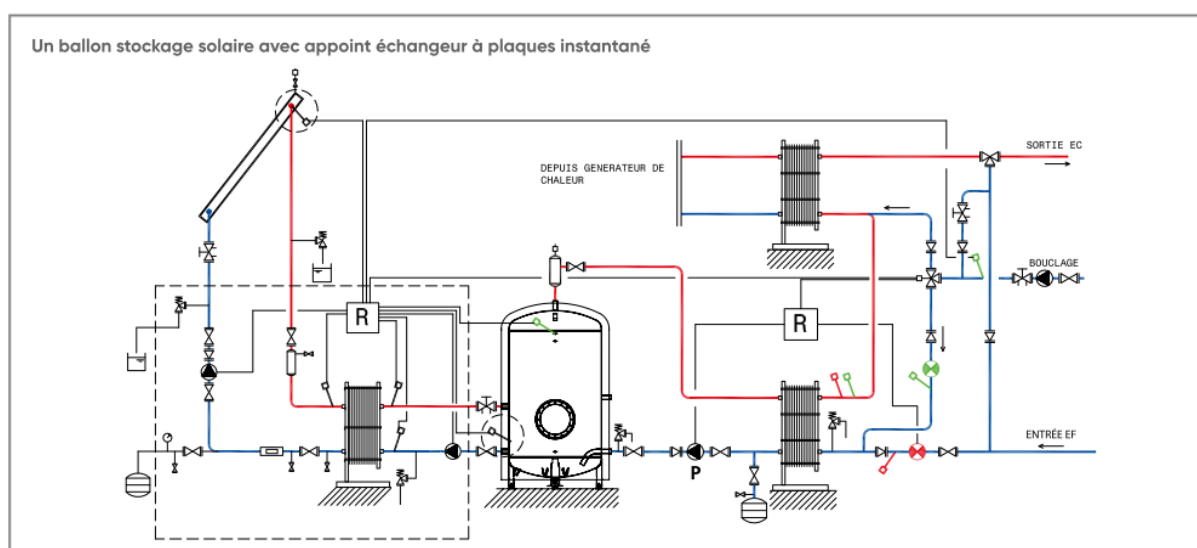 Un ballon stockage solaire avec appoint échangeur à plaques instantané
SORTIE EC
DEPUIS GENERATEUR DE
CHALEUR
BOUCLAGE
R
R
ENTRÉE EF
P